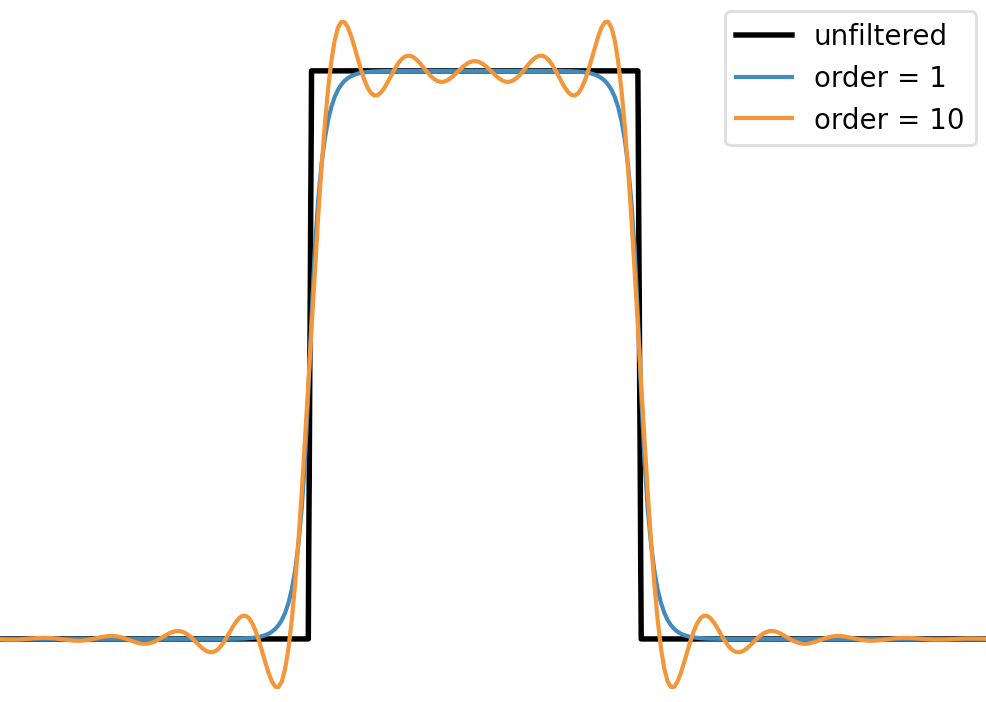 unfiltered
order = 1
order = 10